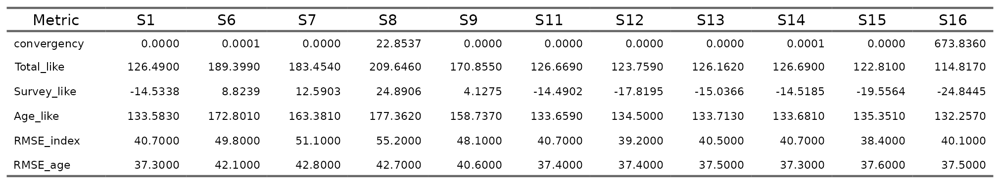 Metric S1 S6 S7 S8 S9 S11 S12 S13 S14 S15 S16
convergency 0.0000 0.0001 0.0000 22.8537 0.0000 0.0000 0.0000 0.0000 0.0001 0.0000 673.8360
Total_like 126.4900 189.3990 183.4540 209.6460 170.8550 126.6690 123.7590 126.1620 126.6900 122.8100 114.8170
Survey_like -14.5338 8.8239 12.5903 24.8906 4.1275 -14.4902 -17.8195 -15.0366 -14.5185 -19.5564 -24.8445
Age_like 133.5830 172.8010 163.3810 177.3620 158.7370 133.6590 134.5000 133.7130 133.6810 135.3510 132.2570
RMSE_index 40.7000 49.8000 51.1000 55.2000 48.1000 40.7000 39.2000 40.5000 40.7000 38.4000 40.1000
RMSE_age 37.3000 42.1000 42.8000 42.7000 40.6000 37.4000 37.4000 37.5000 37.3000 37.6000 37.5000